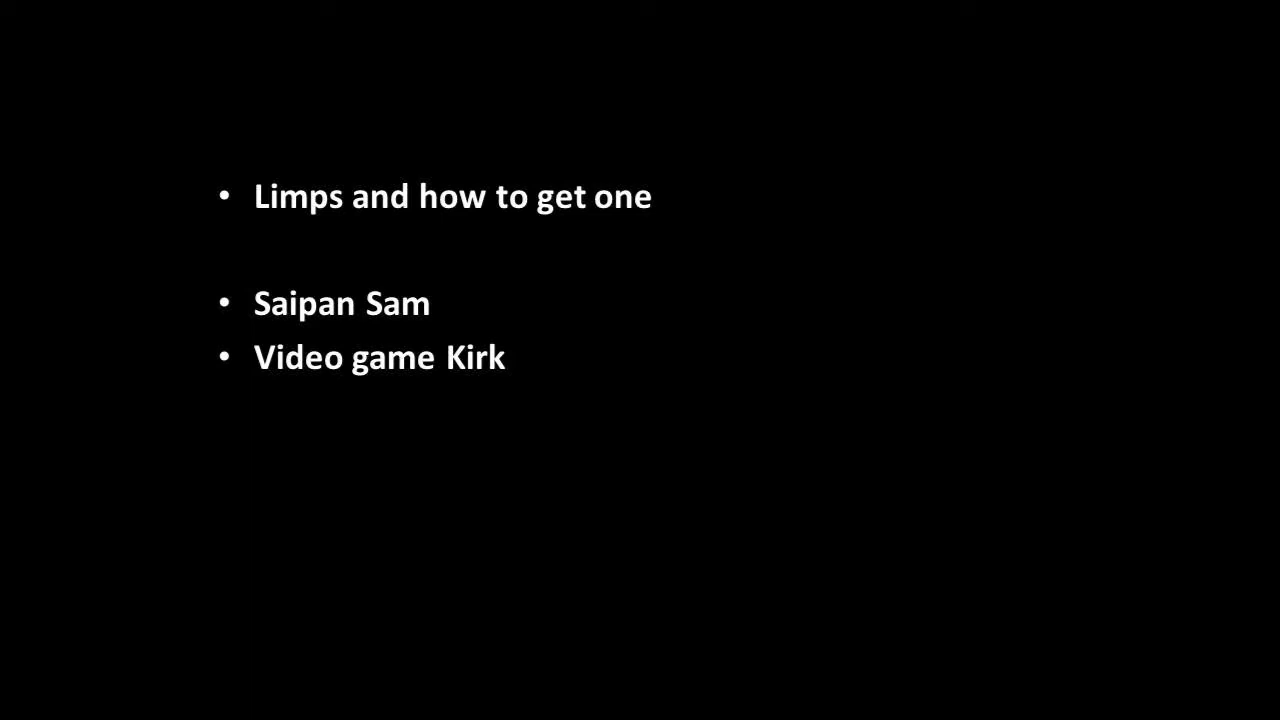 • Limps and how to get one
• Saipan Sam
• Video game Kirk